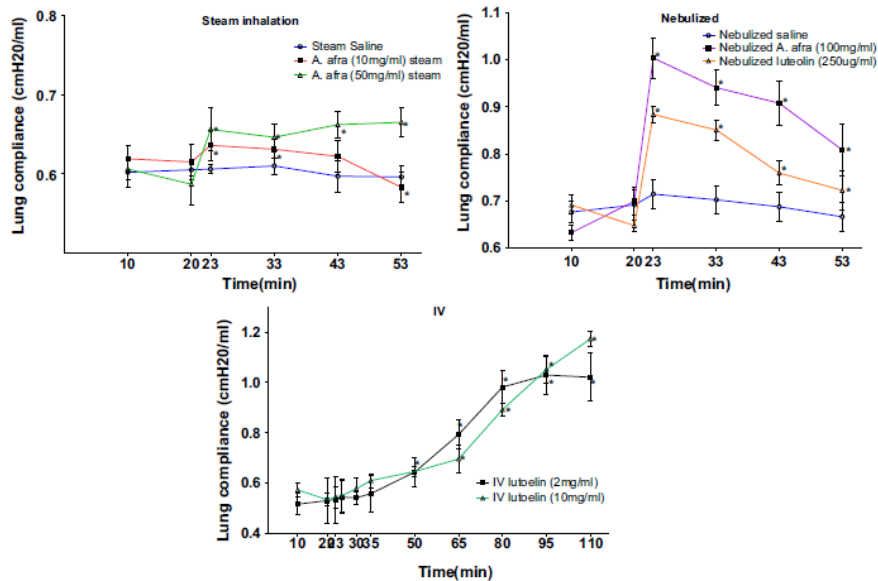 Steam inhalation
Steam Saline
A. afra (10mg/ml) steam
A. afra (50mg/ml) steam
Lung compliance (cmH20/ml)
0.8
0.7
0.6
10 20 23 33 43 53
Time(min)
Nebulized
Nebulized saline
Nebulized A. afra (100mg/ml)
Nebulized luteolin (250ug/ml)
Lung compliance (cmH20/ml)
1.1
1.0
0.9
0.8
0.7
0.6
10 20 23 33 43 53
Time(min)
IV
Lung compliance (cmH20/ml)
1.2
1.0
0.8
0.6
0.4
IV lutoelin (2mg/ml)
IV lutoelin (10mg/ml)
10 20 23 30 35 50 65 80 95 110
Time(min)